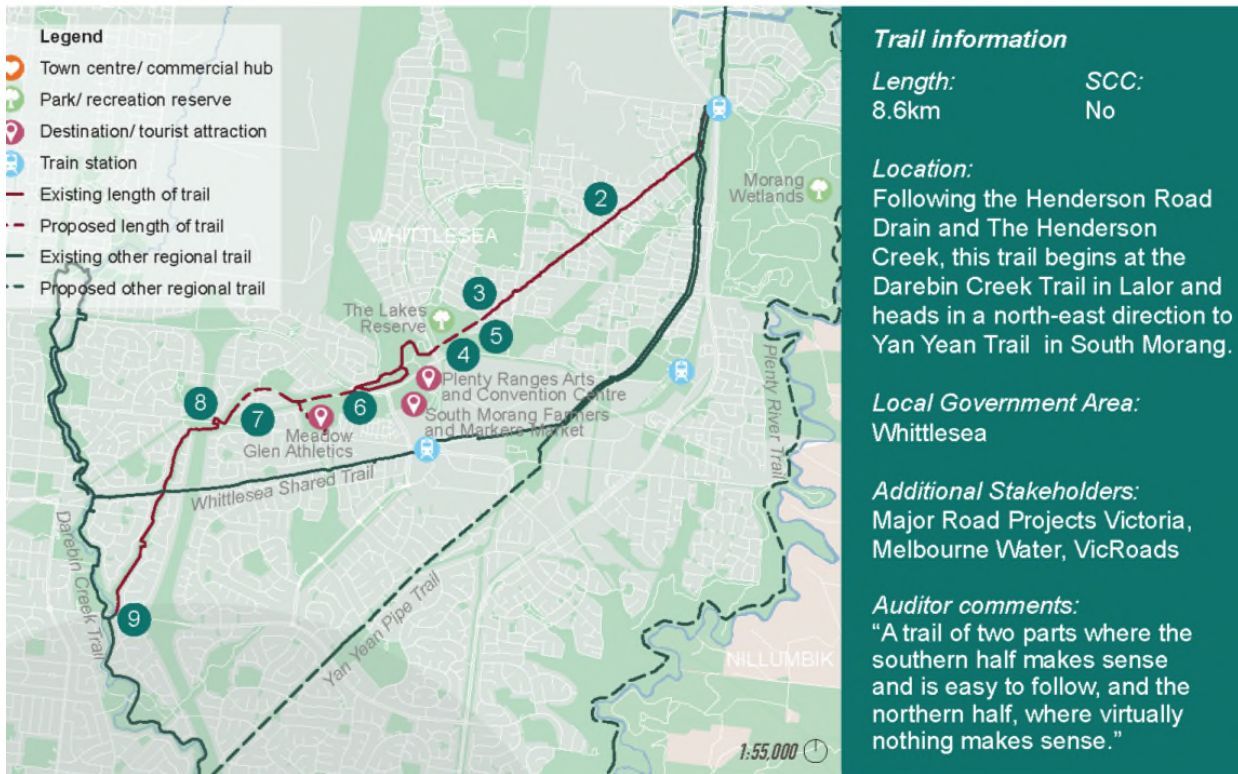 Legend
Town centre/ commercial hub
Park/ recreation reserve
Destination/ tourist attraction
Train station
Existing length of trail
Proposed length of trail
Existing other regional trail
Proposed other regional trail
2
Morang
Wetlands
WHITTLESEA
3
The Lakes
Reserve
5
4
Plenty Ranges Arts
and Convention Centre
8
7
6
South Morang Farmers
and Markers Market
Meadow
Glen Athletics
Plenty River Trail
Whittlesea Shared Trail
Darebin Creek Trail
9
Yan Yean Pipe Trail
NILLUMBIK
1:55,000
Trail information
Length:
8.6km
SCC:
No
Location:
Following the Henderson Road
Drain and The Henderson
Creek, this trail begins at the
Darebin Creek Trail in Lalor and
heads in a north-east direction to
Yan Yean Trail in South Morang.
Local Government Area:
Whittlesea
Additional Stakeholders:
Major Road Projects Victoria,
Melbourne Water, VicRoads
Auditor comments:
“A trail of two parts where the
southern half makes sense
and is easy to follow, and the
northern half, where virtually
nothing makes sense.”